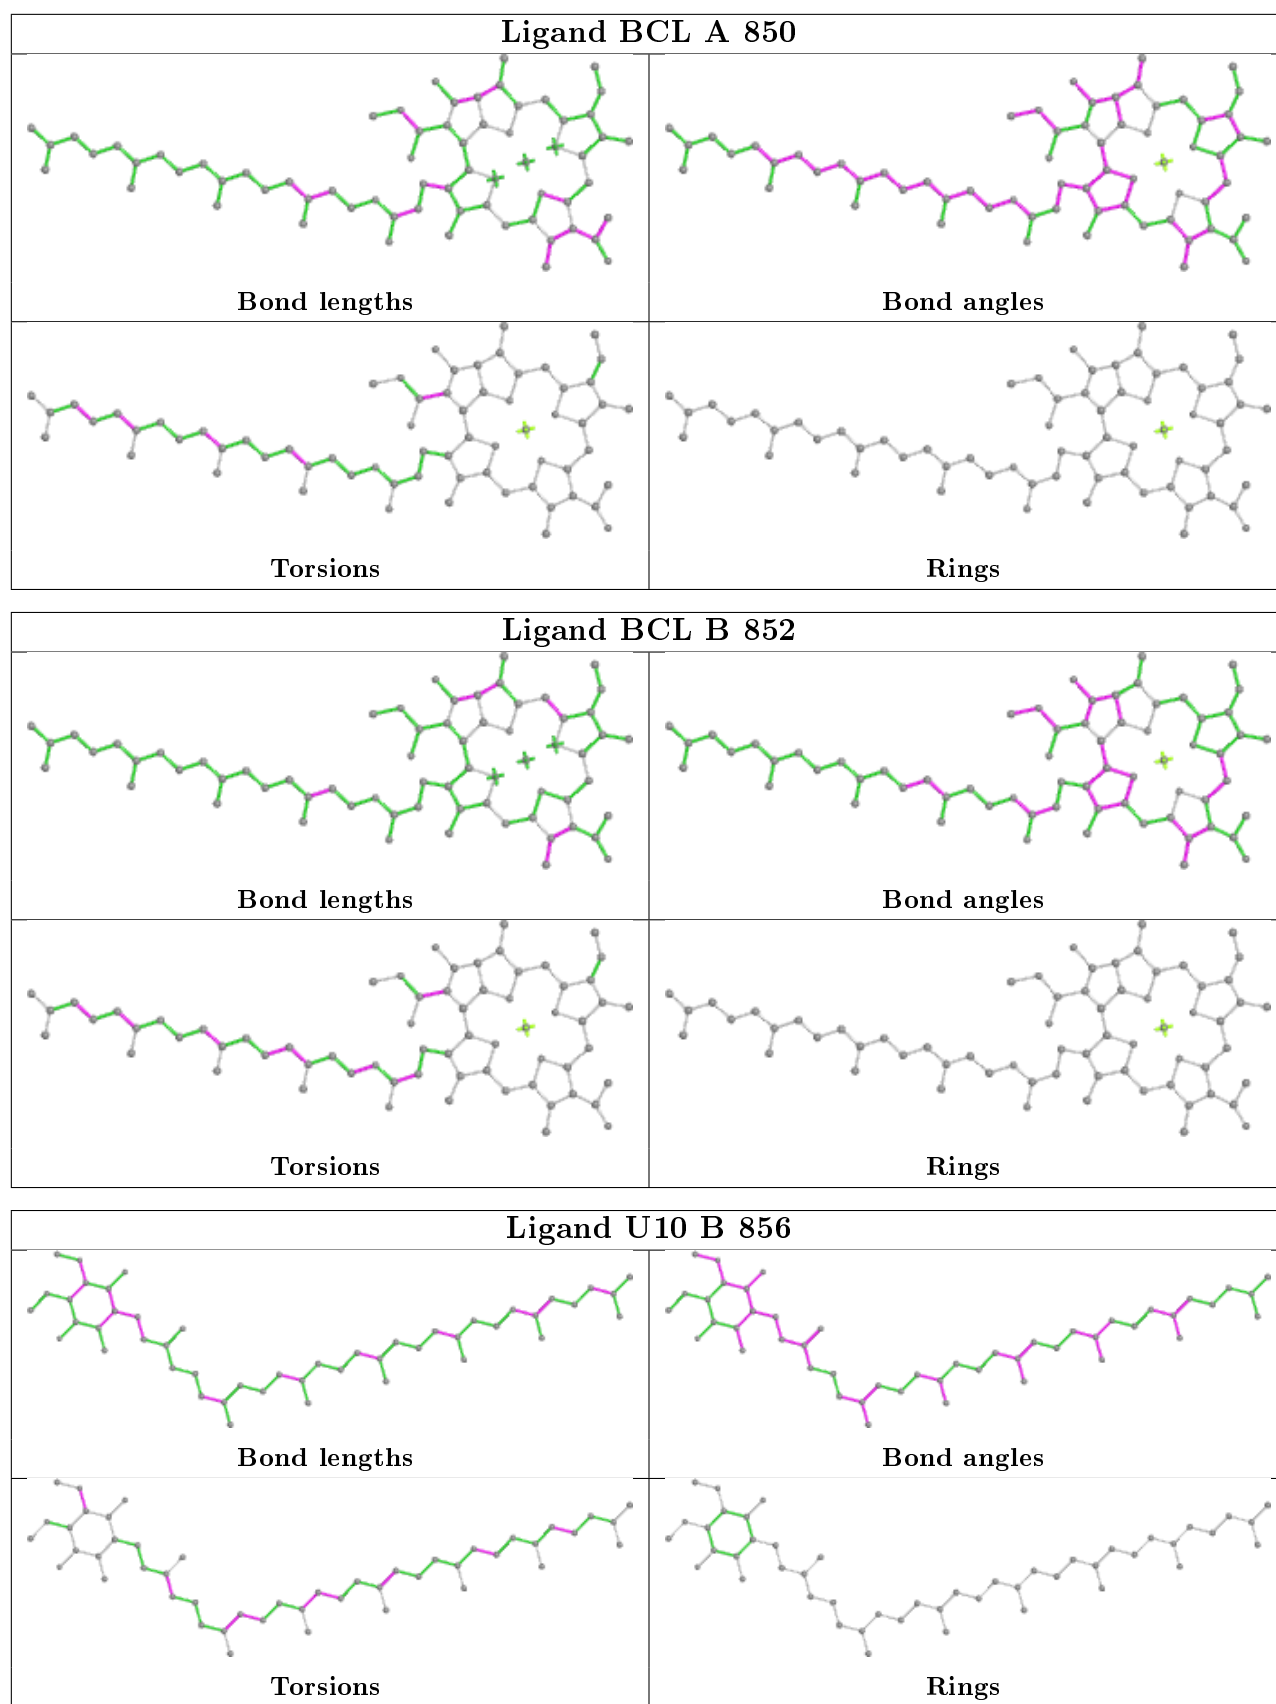 Ligand BCL A 850
Bond lengths
Bond angles
Torsions
Rings
Ligand BCL B 852
Bond lengths
Bond angles
Torsions
Rings
Ligand U10 B 856
Bond lengths
Bond angles
Torsions
Rings